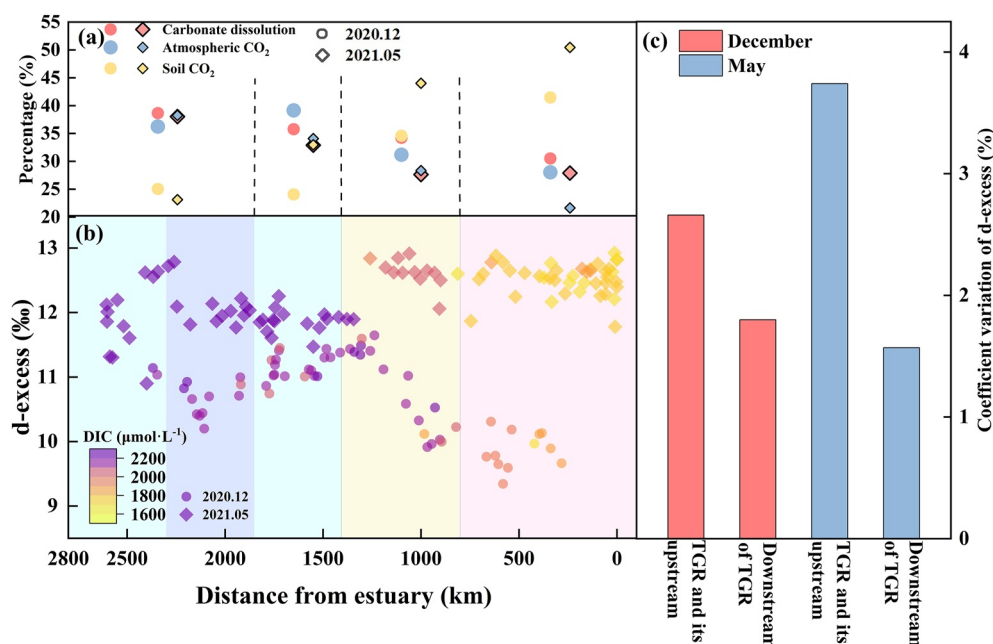 (a)
Carbonate dissolution
Atmospheric CO₂
Soil CO₂
2020.12
2021.05
Percentage (%)
55
50
45
40
35
30
25
20
(b)
d-excess (‰)
13
12
11
10
9
DIC (μmol·L⁻¹)
2200
2000
1800
1600
2020.12
2021.05
2800
2500
2000
1500
1000
500
0
Distance from estuary (km)
(c)
December
May
Coefficient variation of d-excess (%)
4
3
2
1
0
TGR and its
upstream
Downstream
of TGR
TGR and its
upstream
Downstream
of TGR